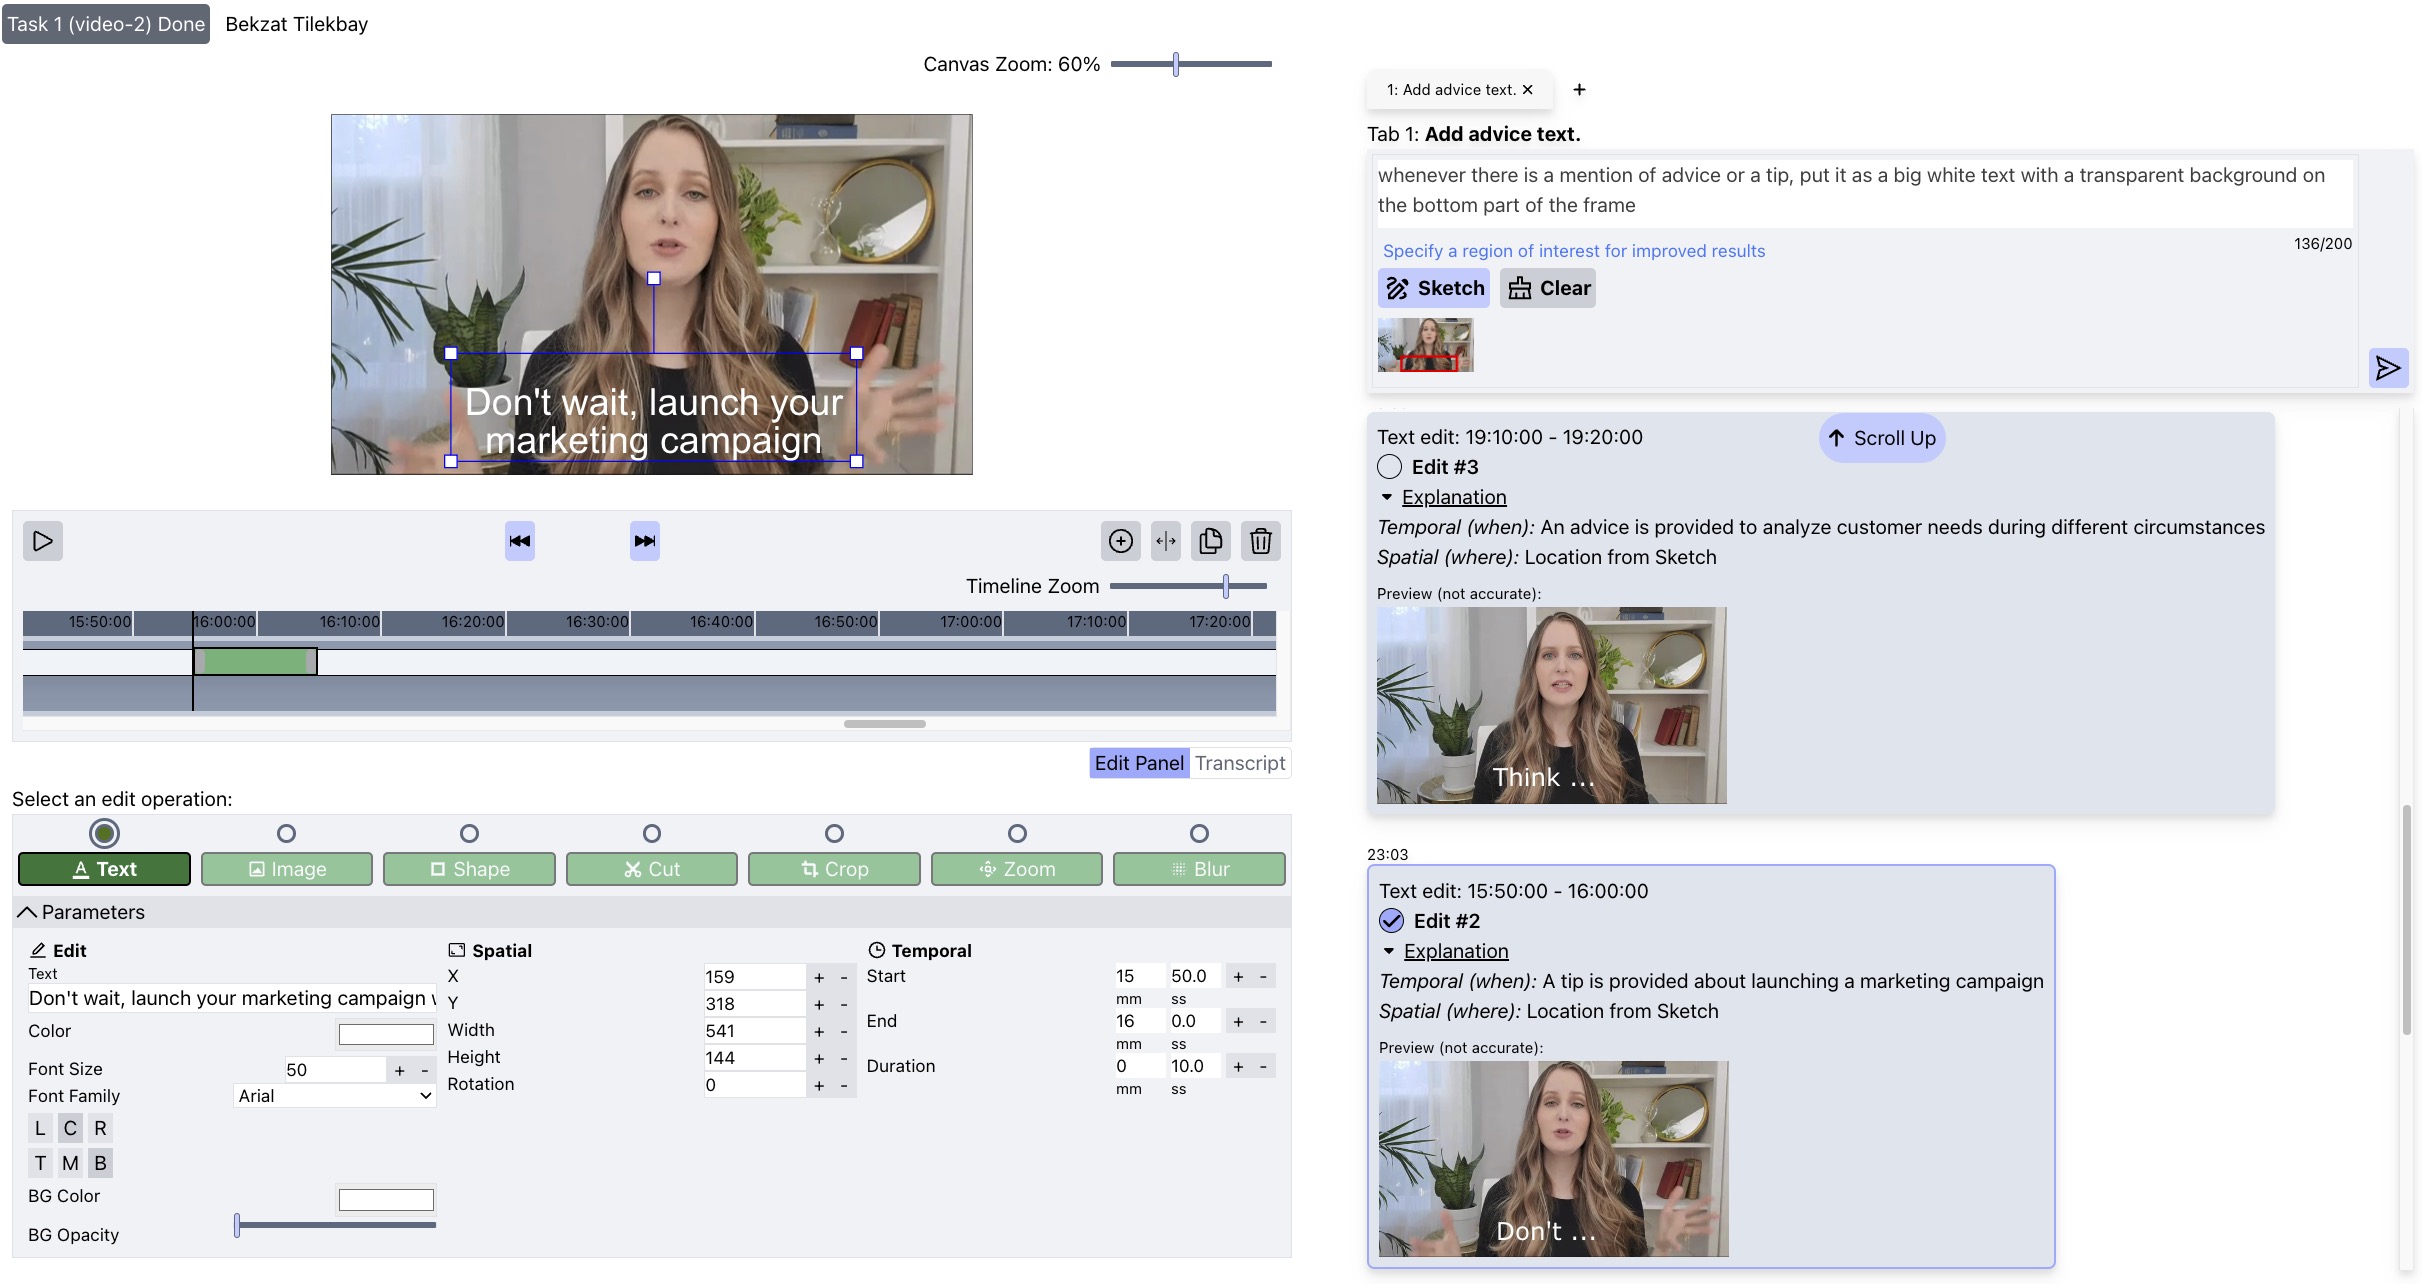 Task 1 (video-2) Done
Bekzat Tilekbay
Canvas Zoom: 60%
Don't wait, launch your
marketing campaign
Timeline Zoom
15:50:00 16:00:00 16:10:00 16:20:00 16:30:00 16:40:00 16:50:00 17:00:00 17:10:00 17:20:00
Edit Panel Transcript
Select an edit operation:
Text Image Shape Cut Crop Zoom Blur
Parameters
Edit
Text
Don't wait, launch your marketing campaign
Color
Font Size 50 + -
Font Family Arial
L C R
T M B
BG Color
BG Opacity
Spatial
X 159 + -
Y 318 + -
Width 541 + -
Height 144 + -
Rotation 0 + -
Temporal
Start 15 50.0 + -
mm ss
End 16 0.0 + -
mm ss
Duration 0 10.0 + -
mm ss
1: Add advice text. ✕ +
Tab 1: Add advice text.
whenever there is a mention of advice or a tip, put it as a big white text with a transparent background on
the bottom part of the frame
136/200
Specify a region of interest for improved results
Sketch Clear
Scroll Up
Text edit: 19:10:00 - 19:20:00
Edit #3
Explanation
Temporal (when): An advice is provided to analyze customer needs during different circumstances
Spatial (where): Location from Sketch
Preview (not accurate):
Think ...
23:03
Text edit: 15:50:00 - 16:00:00
Edit #2
Explanation
Temporal (when): A tip is provided about launching a marketing campaign
Spatial (where): Location from Sketch
Preview (not accurate):
Don't ...